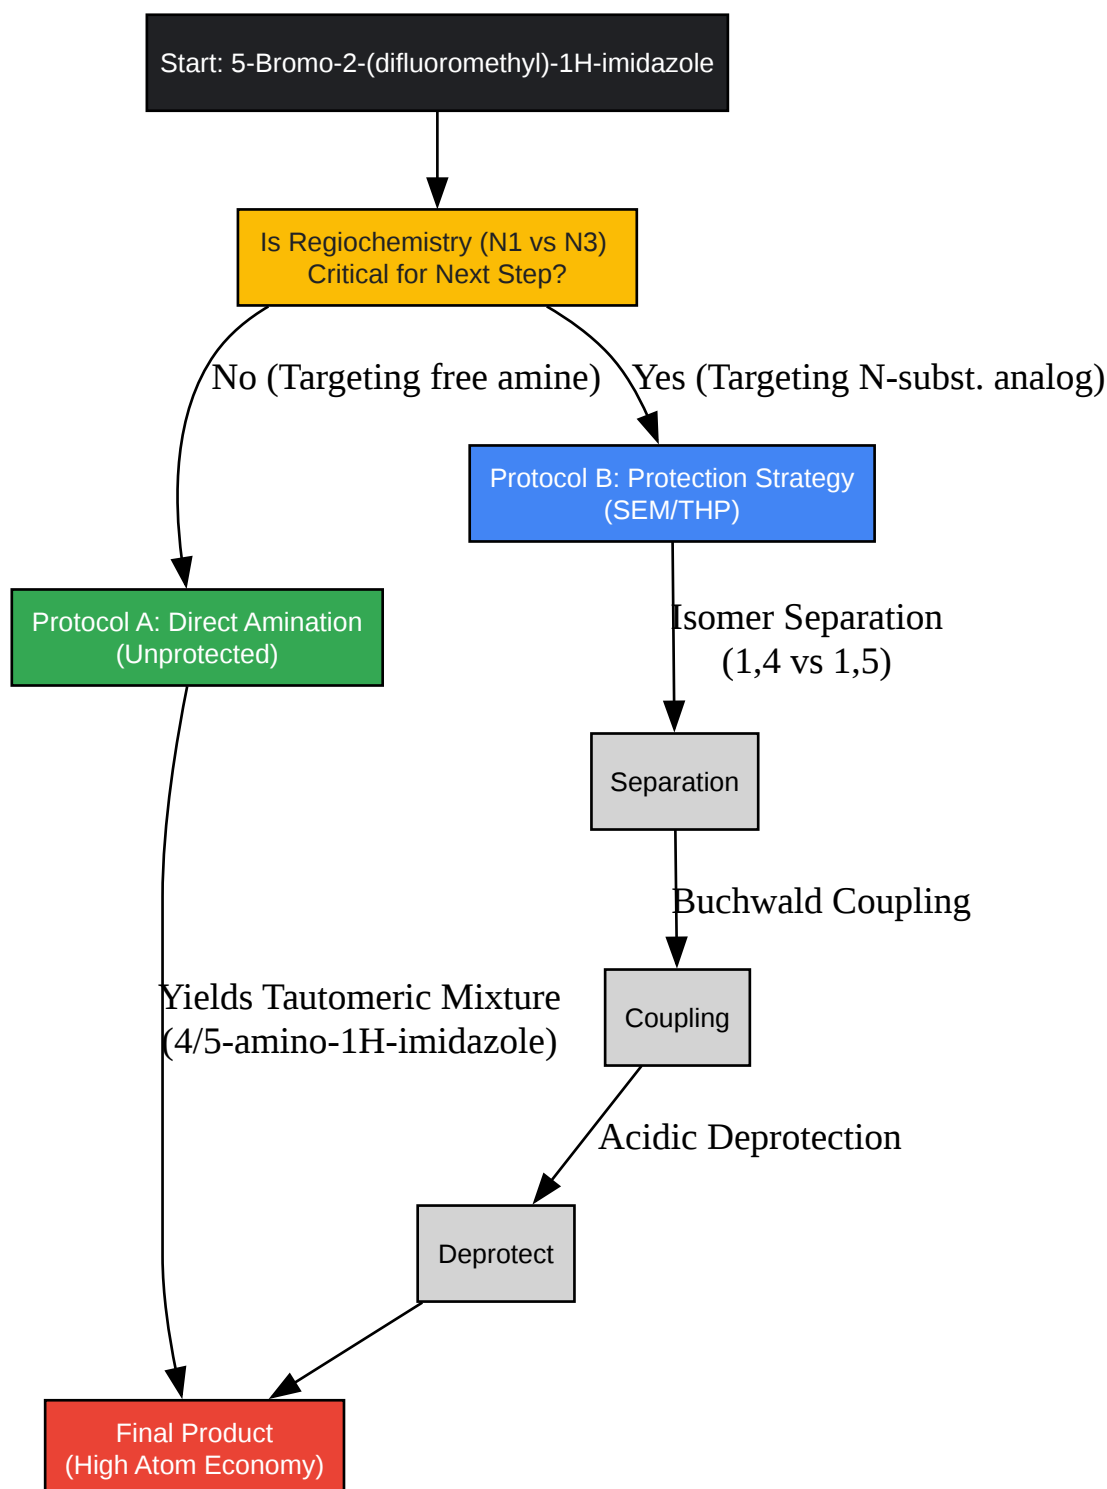 Start: 5-Bromo-2-(difluoromethyl)-1H-imidazole
Is Regiochemistry (N1 vs N3)
Critical for Next Step?
No (Targeting free amine)
Yes (Targeting N-subst. analog)
Protocol B: Protection Strategy
(SEM/THP)
Protocol A: Direct Amination
(Unprotected)
Isomer Separation
(1,4 vs 1,5)
Separation
Buchwald Coupling
Yields Tautomeric Mixture
(4/5-amino-1H-imidazole)
Coupling
Acidic Deprotection
Deprotect
Final Product
(High Atom Economy)